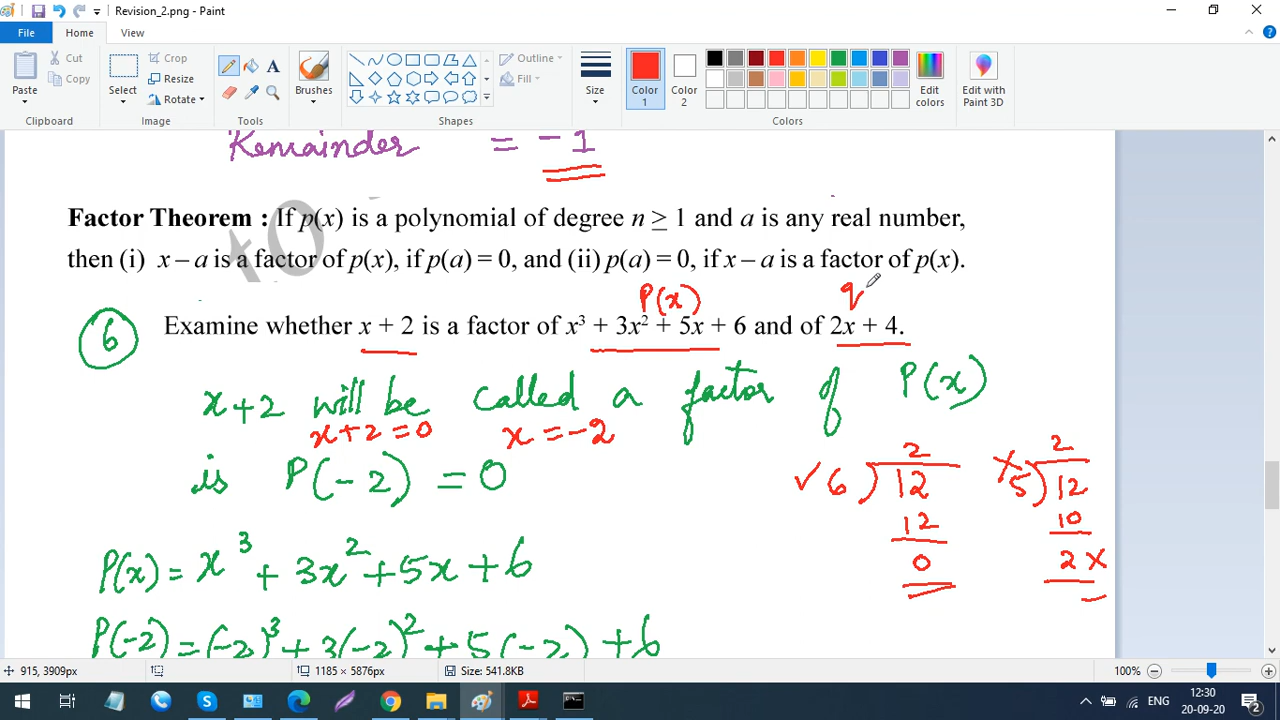 Revision_2.png - Paint
File Home View
Cut
Copy
Paste
Clipboard
Crop
Resize
Rotate
Select
Image
A
Tools
Brushes
Outline
Fill
Shapes
Size
Color 1
Color 2
Edit colors
Colors
Edit with Paint 3D
Remainder = -1
Factor Theorem : If p(x) is a polynomial of degree n ≥ 1 and a is any real number,
then (i) x – a is a factor of p(x), if p(a) = 0, and (ii) p(a) = 0, if x – a is a factor of p(x).
to
P(x) q
6 Examine whether x + 2 is a factor of x³ + 3x² + 5x + 6 and of 2x + 4.
x+2 will be called a factor of P(x)
x+2=0 x=-2
is P(-2) = 0
2
✓ 6) 12
12
0
2
✗ 5) 12
10
2 ✗
P(x) = x³ + 3x² + 5x + 6
P(-2) = (-2)³ + 3(-2)² + 5(-2) + 6
915, 3909px 1185 × 5876px Size: 541.8KB 100%
ENG 12:30
20-09-20
2